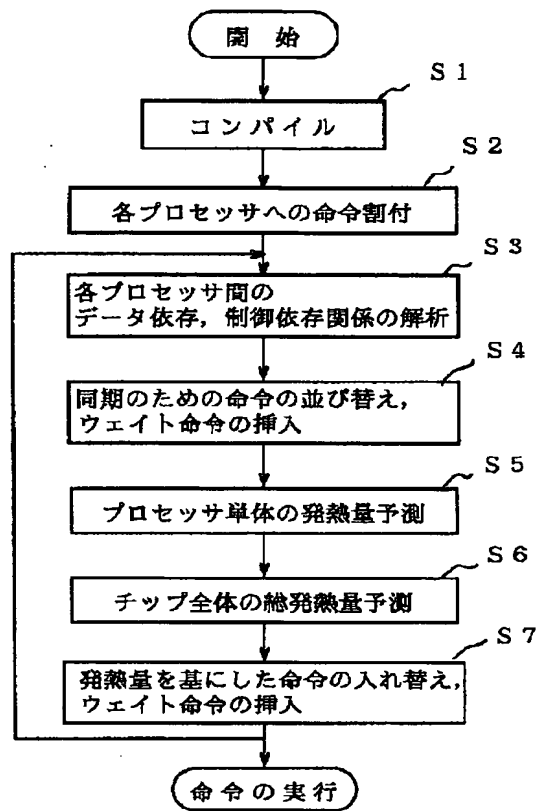 開 始
S1
コンパイル
S2
各プロセッサへの命令割付
S3
各プロセッサ間の
データ依存，制御依存関係の解析
S4
同期のための命令の並び替え，
ウェイト命令の挿入
S5
プロセッサ単体の発熱量予測
S6
チップ全体の総発熱量予測
S7
発熱量を基にした命令の入れ替え，
ウェイト命令の挿入
命令の実行